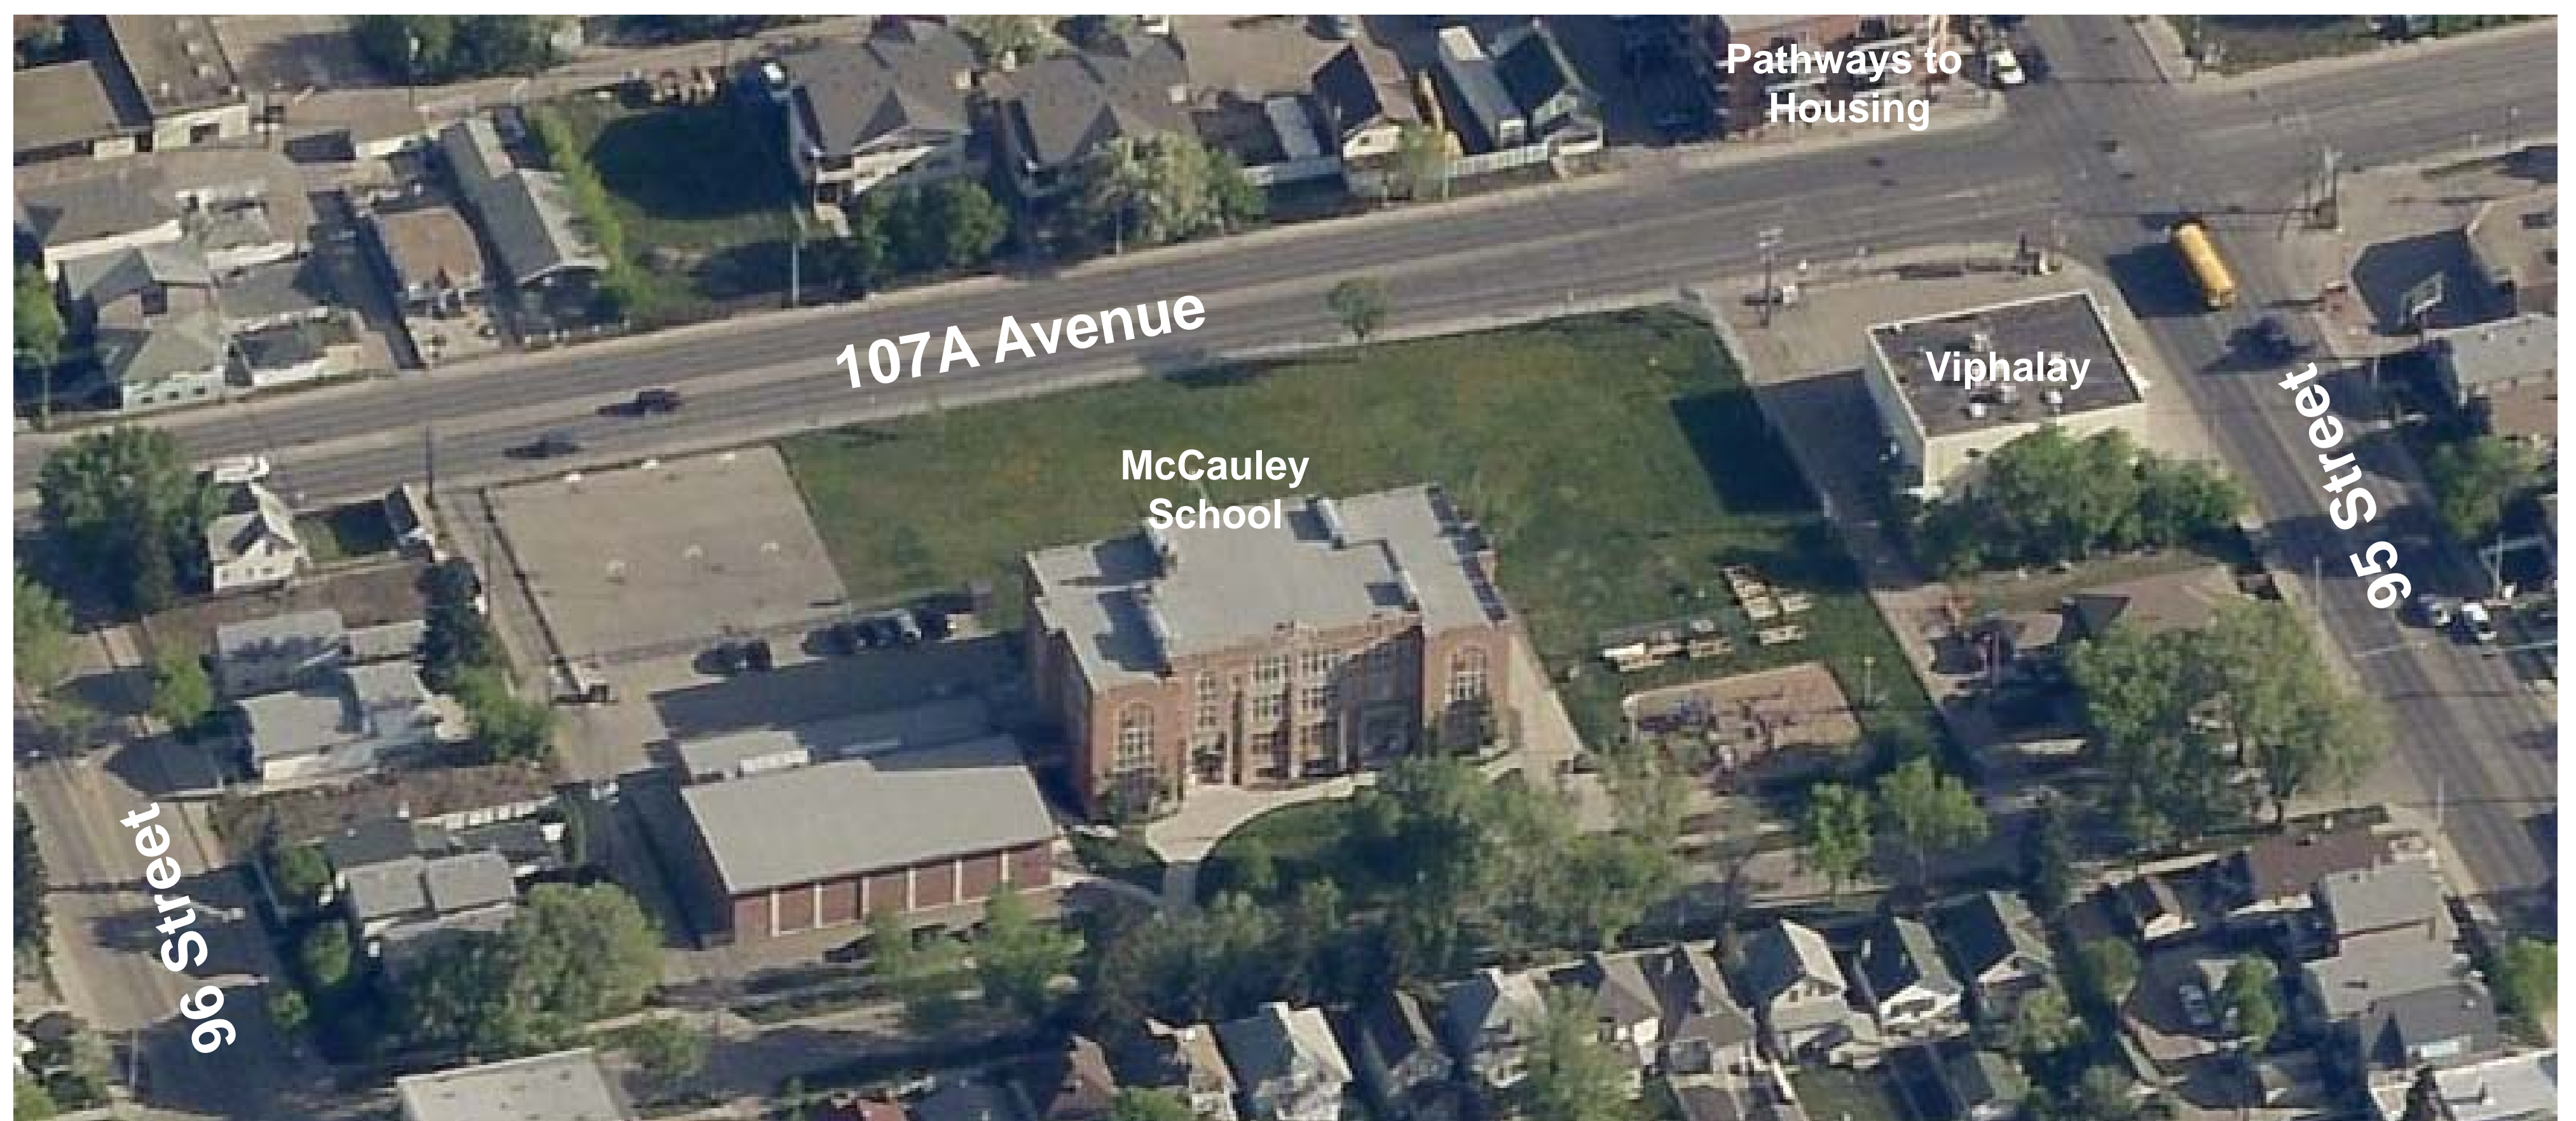 Pathways to
Housing
107A Avenue
Viphalay
95 Street
McCauley
School
96 Street